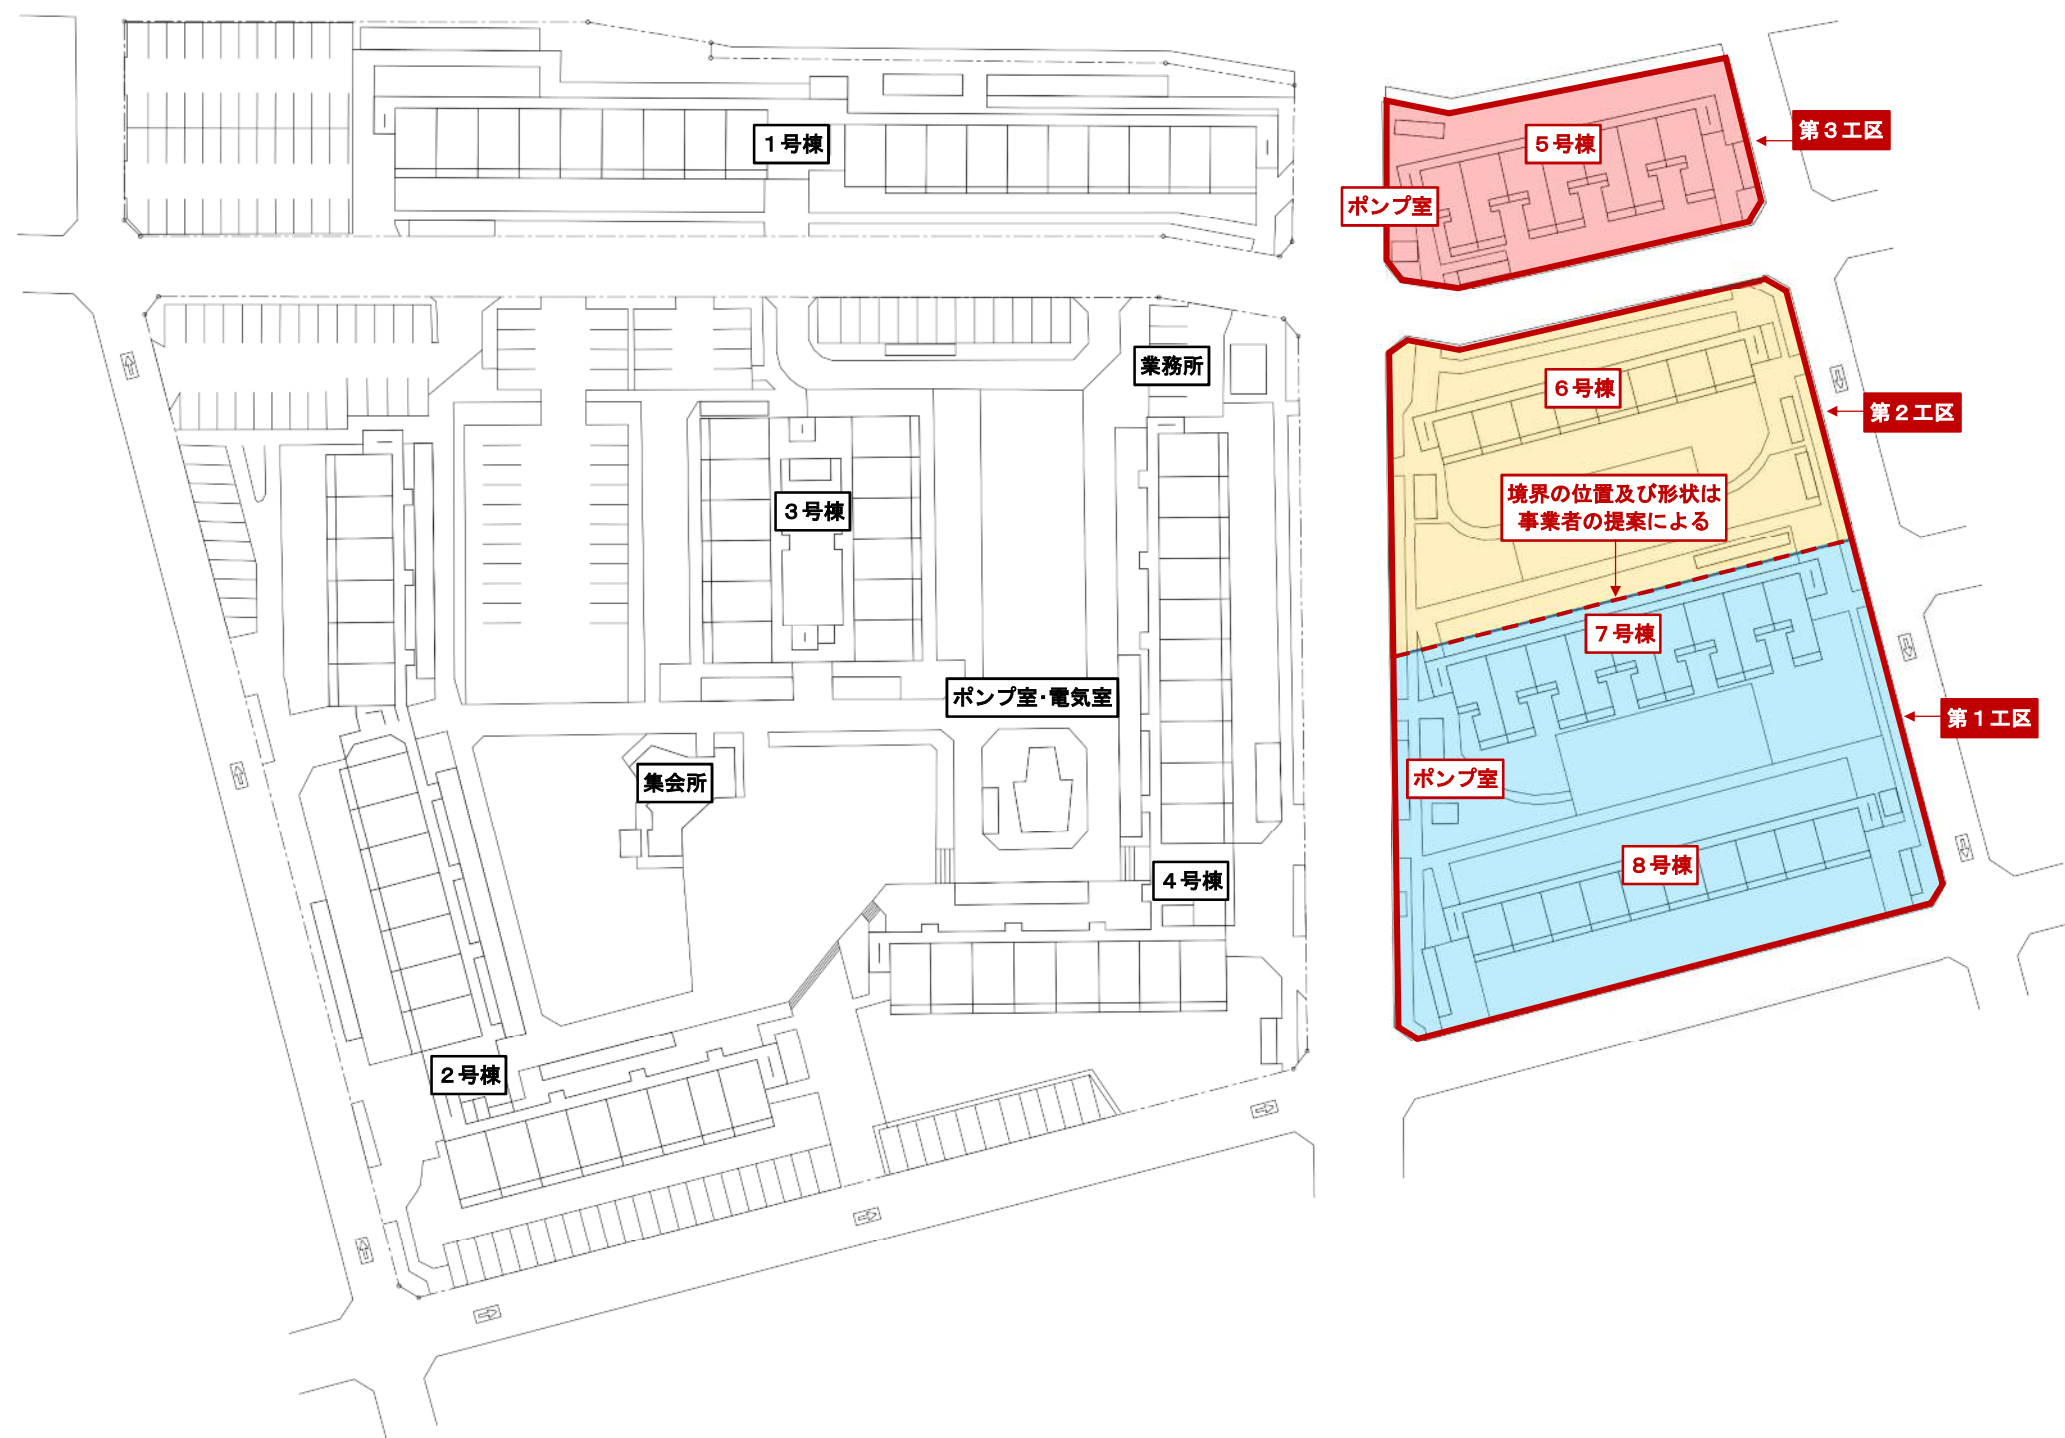 1号棟
5号棟
第3工区
ポンプ室
業務所
6号棟
第2工区
3号棟
境界の位置及び形状は
事業者の提案による
7号棟
ポンプ室・電気室
第1工区
集会所
ポンプ室
4号棟
8号棟
2号棟